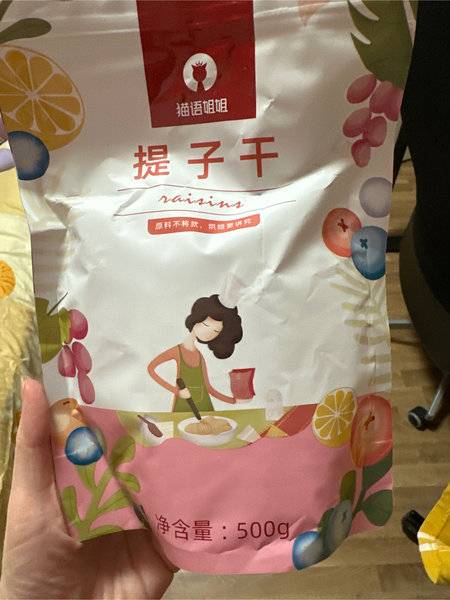 猫语姐姐
提子干
raisins
原料不将就，烘焙更讲究
净含量：500g